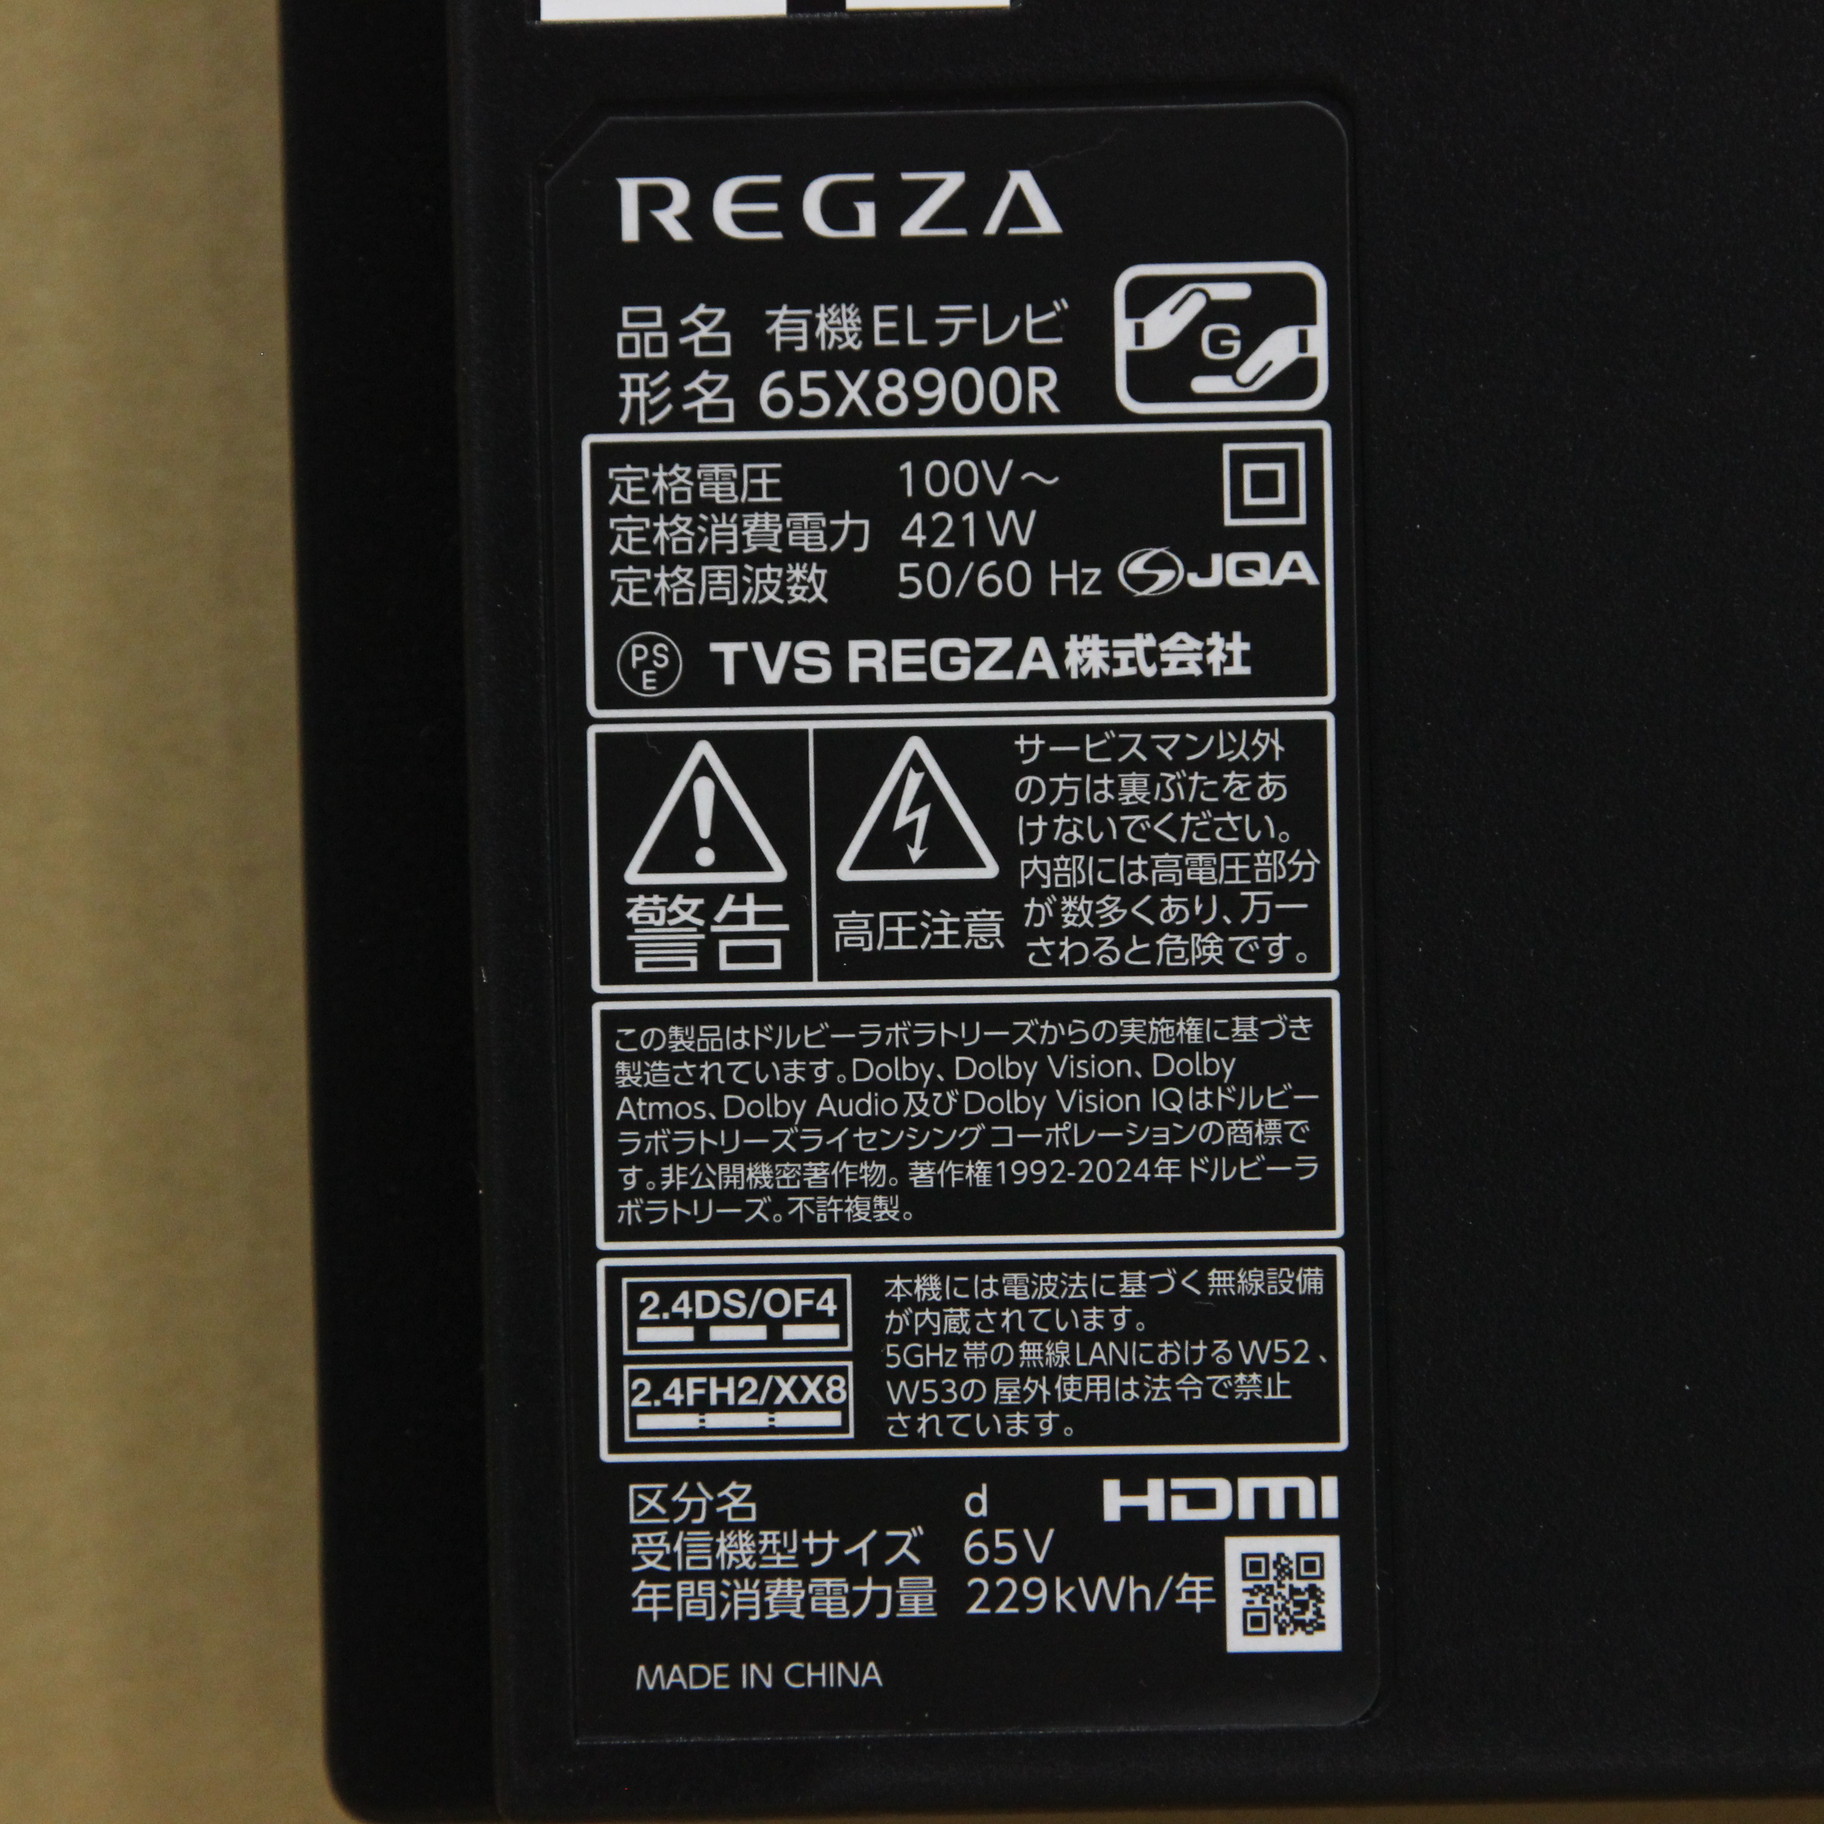 REGZA
品名 有機ELテレビ
形名 65X8900R
G
定格電圧 100V～
定格消費電力 421W
定格周波数 50/60 Hz JQA
PSE TVS REGZA株式会社
警告
高圧注意
サービスマン以外
の方は裏ぶたをあ
けないでください。
内部には高電圧部分
が数多くあり、万一
さわると危険です。
この製品はドルビーラボラトリーズからの実施権に基づき
製造されています。Dolby、Dolby Vision、Dolby
Atmos、Dolby Audio及びDolby Vision IQはドルビー
ラボラトリーズライセンシングコーポレーションの商標で
す。非公開機密著作物。著作権1992-2024年ドルビーラ
ボラトリーズ。不許複製。
2.4DS/OF4
2.4FH2/XX8
本機には電波法に基づく無線設備
が内蔵されています。
5GHz帯の無線LANにおけるW52、
W53の屋外使用は法令で禁止
されています。
区分名 d HDMI
受信機型サイズ 65V
年間消費電力量 229kWh/年
MADE IN CHINA